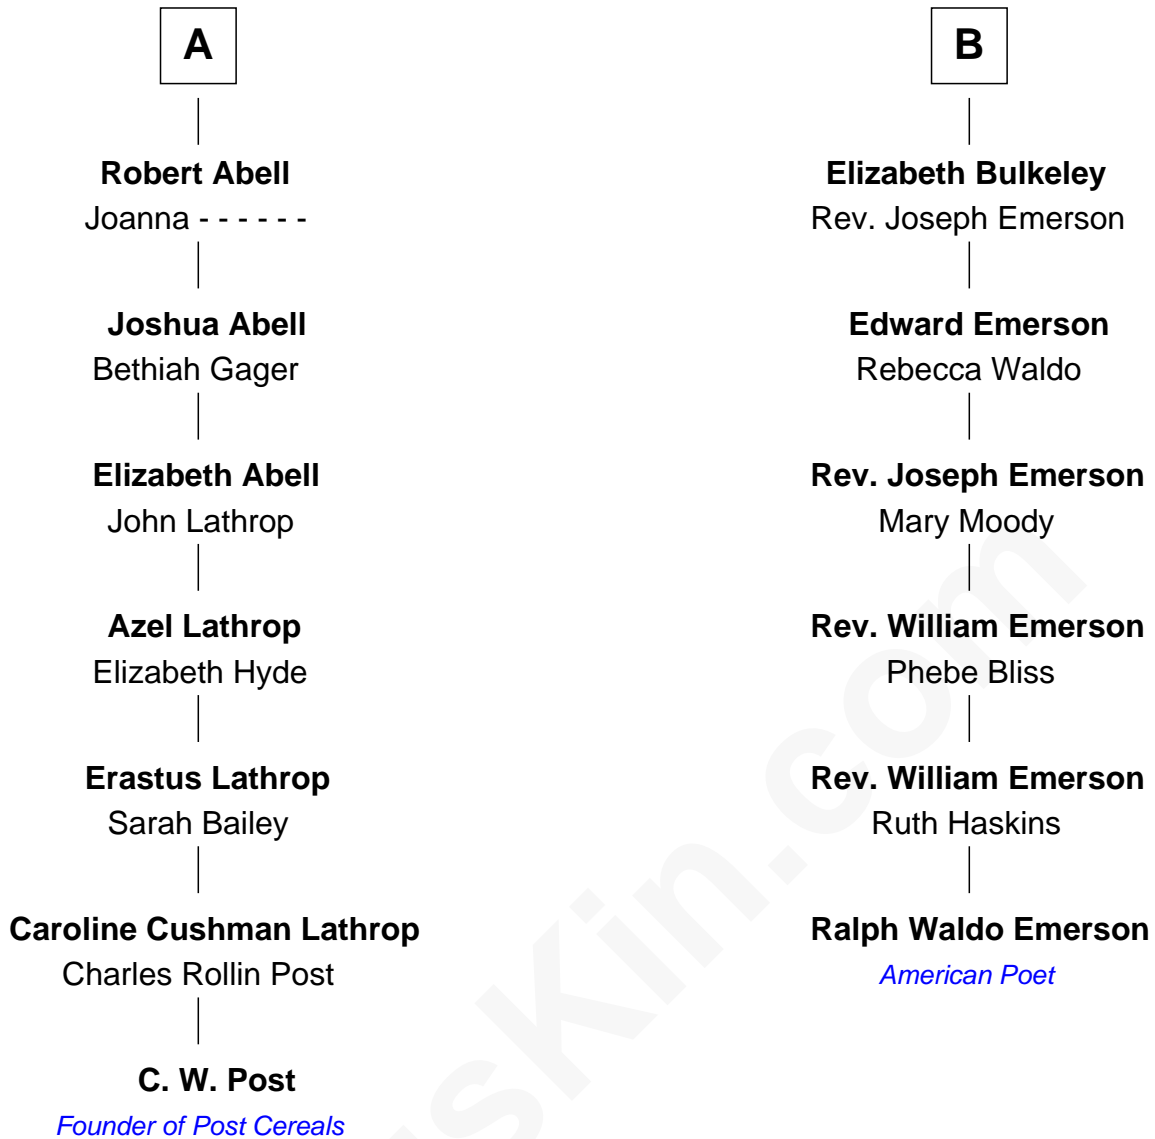 A
Robert Abell
Joanna - - - - - -
Joshua Abell
Bethiah Gager
Elizabeth Abell
John Lathrop
Azel Lathrop
Elizabeth Hyde
Erastus Lathrop
Sarah Bailey
Caroline Cushman Lathrop
Charles Rollin Post
C. W. Post
Founder of Post Cereals
B
Elizabeth Bulkeley
Rev. Joseph Emerson
Edward Emerson
Rebecca Waldo
Rev. Joseph Emerson
Mary Moody
Rev. William Emerson
Phebe Bliss
Rev. William Emerson
Ruth Haskins
Ralph Waldo Emerson
American Poet
sKin.com